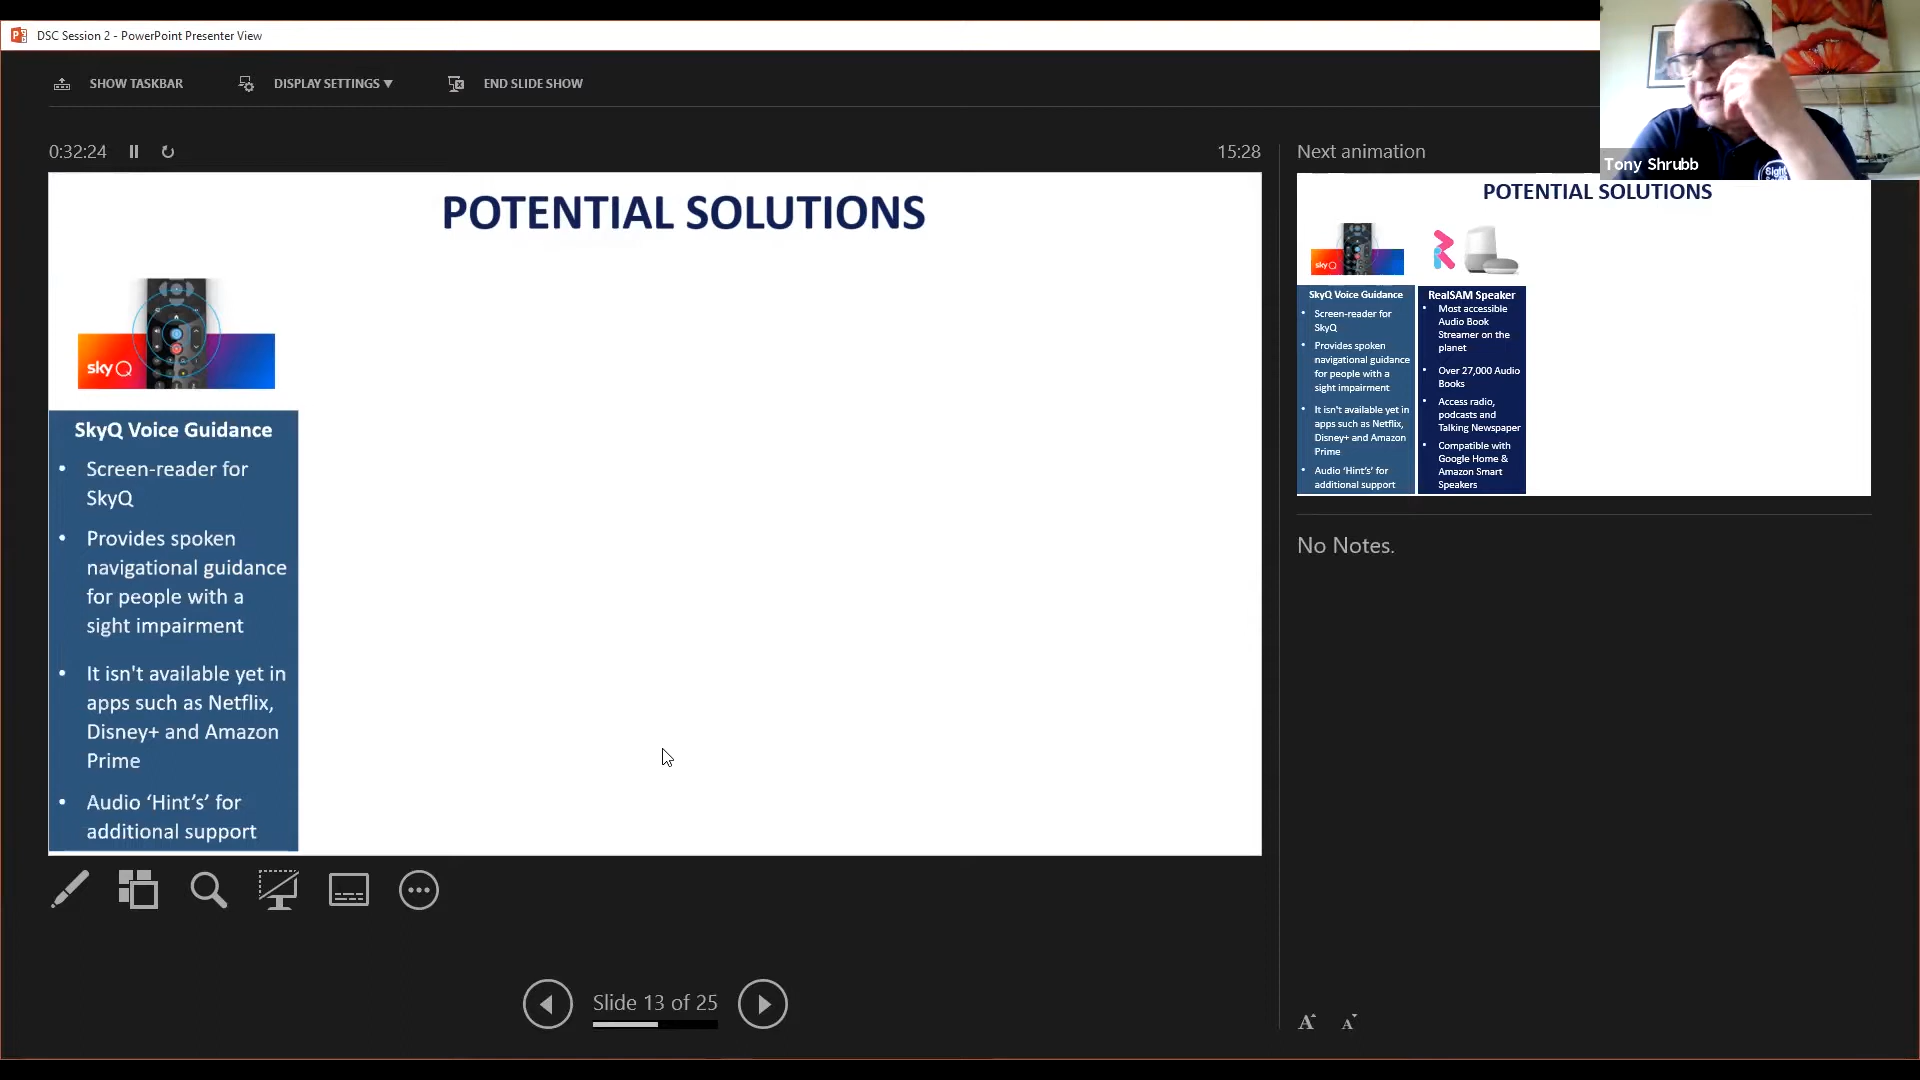 DSC Session 2 - PowerPoint Presenter View
SHOW TASKBAR
DISPLAY SETTINGS ▼
END SLIDE SHOW
0:32:24
15:28
POTENTIAL SOLUTIONS
sky Q
SkyQ Voice Guidance
• Screen-reader for
SkyQ
• Provides spoken
navigational guidance
for people with a
sight impairment
• It isn't available yet in
apps such as Netflix,
Disney+ and Amazon
Prime
• Audio ‘Hint’s’ for
additional support
Slide 13 of 25
Next animation
POTENTIAL SOLUTIONS
sky Q
SkyQ Voice Guidance
• Screen-reader for
SkyQ
• Provides spoken
navigational guidance
for people with a
sight impairment
• It isn't available yet in
apps such as Netflix,
Disney+ and Amazon
Prime
• Audio ‘Hint’s’ for
additional support
RealSAM Speaker
• Most accessible
Audio Book
Streamer on the
planet
• Over 27,000 Audio
Books
• Access radio,
podcasts and
Talking Newspaper
• Compatible with
Google Home &
Amazon Smart
Speakers
No Notes.
A A
Tony Shrubb
Sight